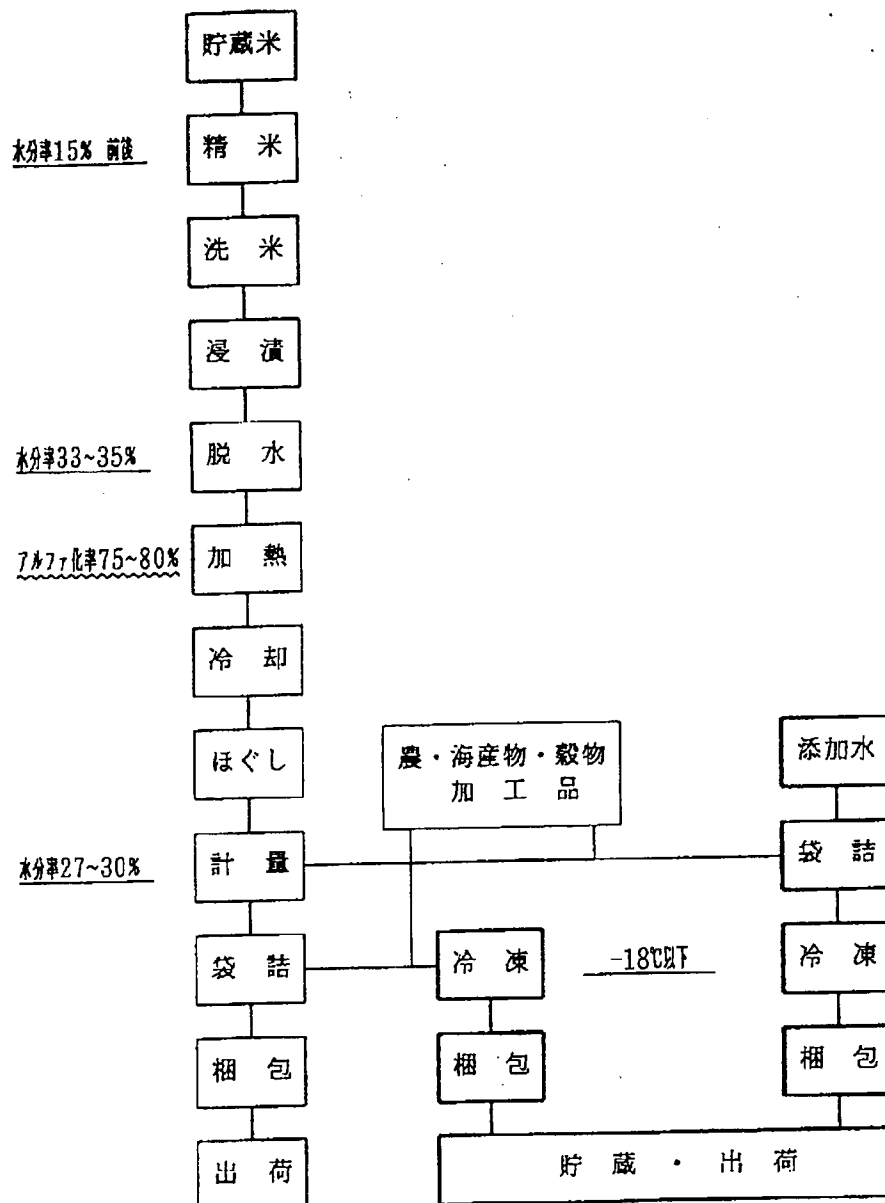 貯蔵米
水分率15% 前後
精米
洗米
浸漬
水分率33~35%
脱水
アルファ化率75~80%
加熱
冷却
ほぐし
農・海産物・穀物
加工品
添加水
水分率27~30%
計量
袋詰
袋詰
冷凍
-18℃以下
冷凍
梱包
梱包
梱包
出荷
貯蔵・出荷